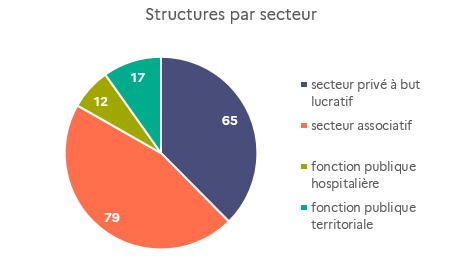 Structures par secteur
17
12
65
79
secteur privé à but
lucratif
secteur associatif
fonction publique
hospitalière
fonction publique
territoriale